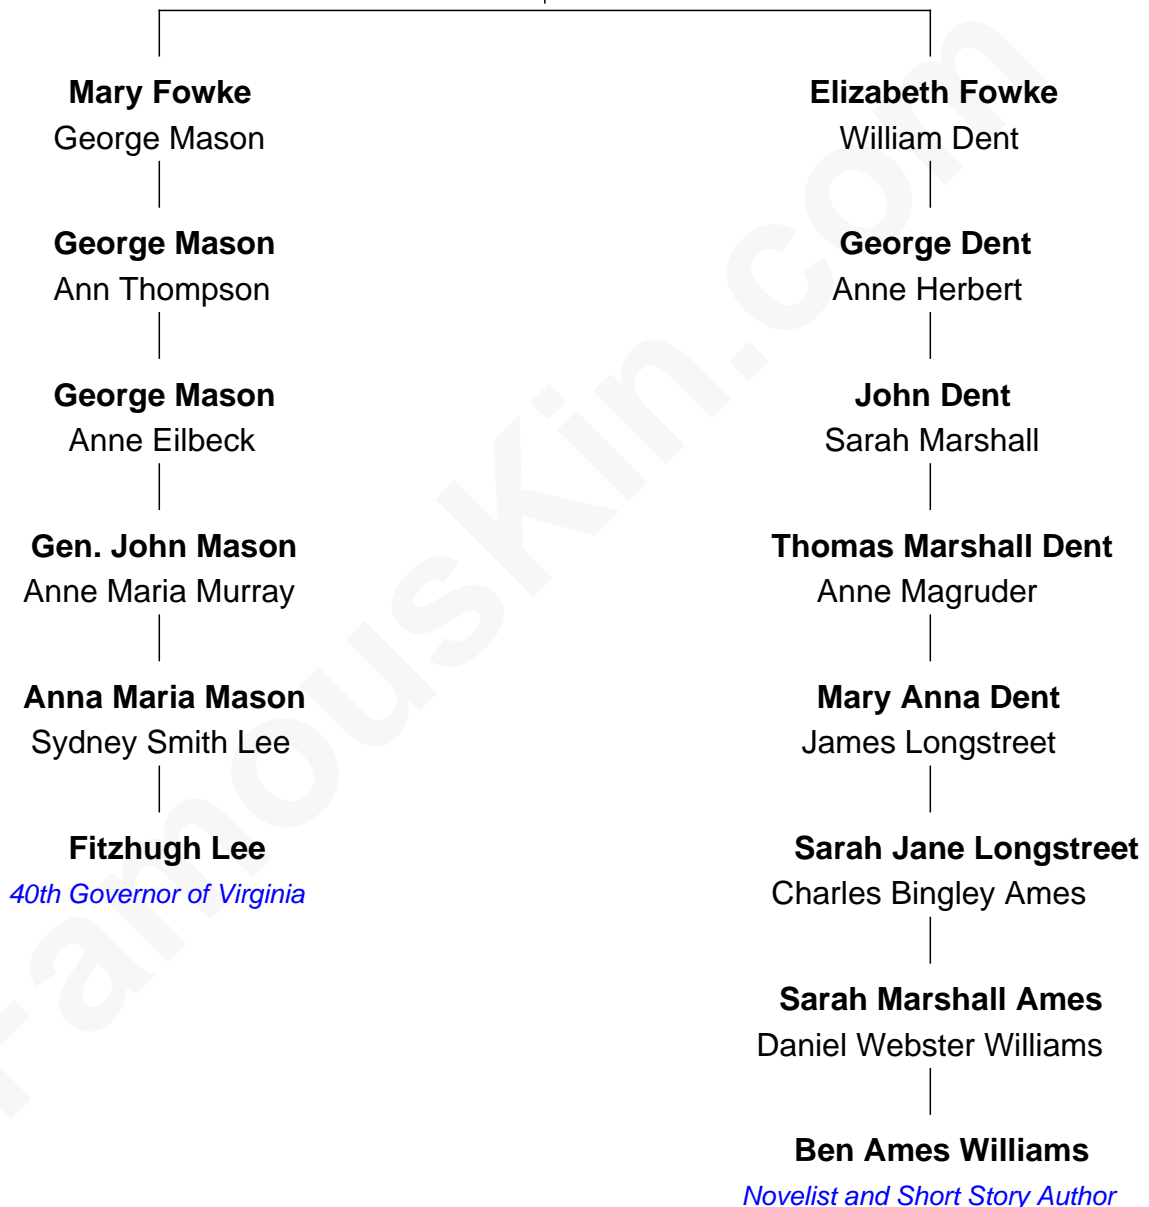 Mary Fowke
George Mason
George Mason
Ann Thompson
George Mason
Anne Eilbeck
Gen. John Mason
Anne Maria Murray
Anna Maria Mason
Sydney Smith Lee
Fitzhugh Lee
40th Governor of Virginia
Elizabeth Fowke
William Dent
George Dent
Anne Herbert
John Dent
Sarah Marshall
Thomas Marshall Dent
Anne Magruder
Mary Anna Dent
James Longstreet
Sarah Jane Longstreet
Charles Bingley Ames
Sarah Marshall Ames
Daniel Webster Williams
Ben Ames Williams
Novelist and Short Story Author
FamousKin.com